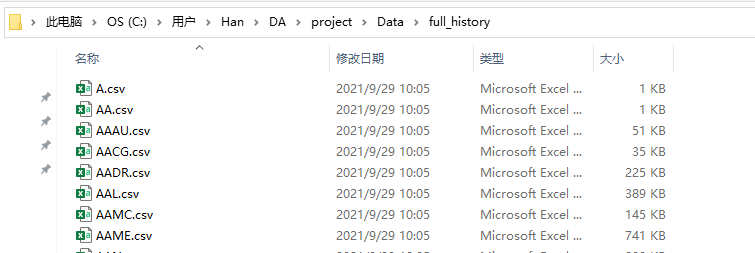 此电脑 > OS (C:) > 用户 > Han > DA > project > Data > full_history
名称 修改日期 类型 大小
A.csv 2021/9/29 10:05 Microsoft Excel ... 1 KB
AA.csv 2021/9/29 10:05 Microsoft Excel ... 1 KB
AAAU.csv 2021/9/29 10:05 Microsoft Excel ... 51 KB
AACG.csv 2021/9/29 10:05 Microsoft Excel ... 35 KB
AADR.csv 2021/9/29 10:05 Microsoft Excel ... 225 KB
AAL.csv 2021/9/29 10:05 Microsoft Excel ... 389 KB
AAMC.csv 2021/9/29 10:05 Microsoft Excel ... 145 KB
AAME.csv 2021/9/29 10:05 Microsoft Excel ... 741 KB